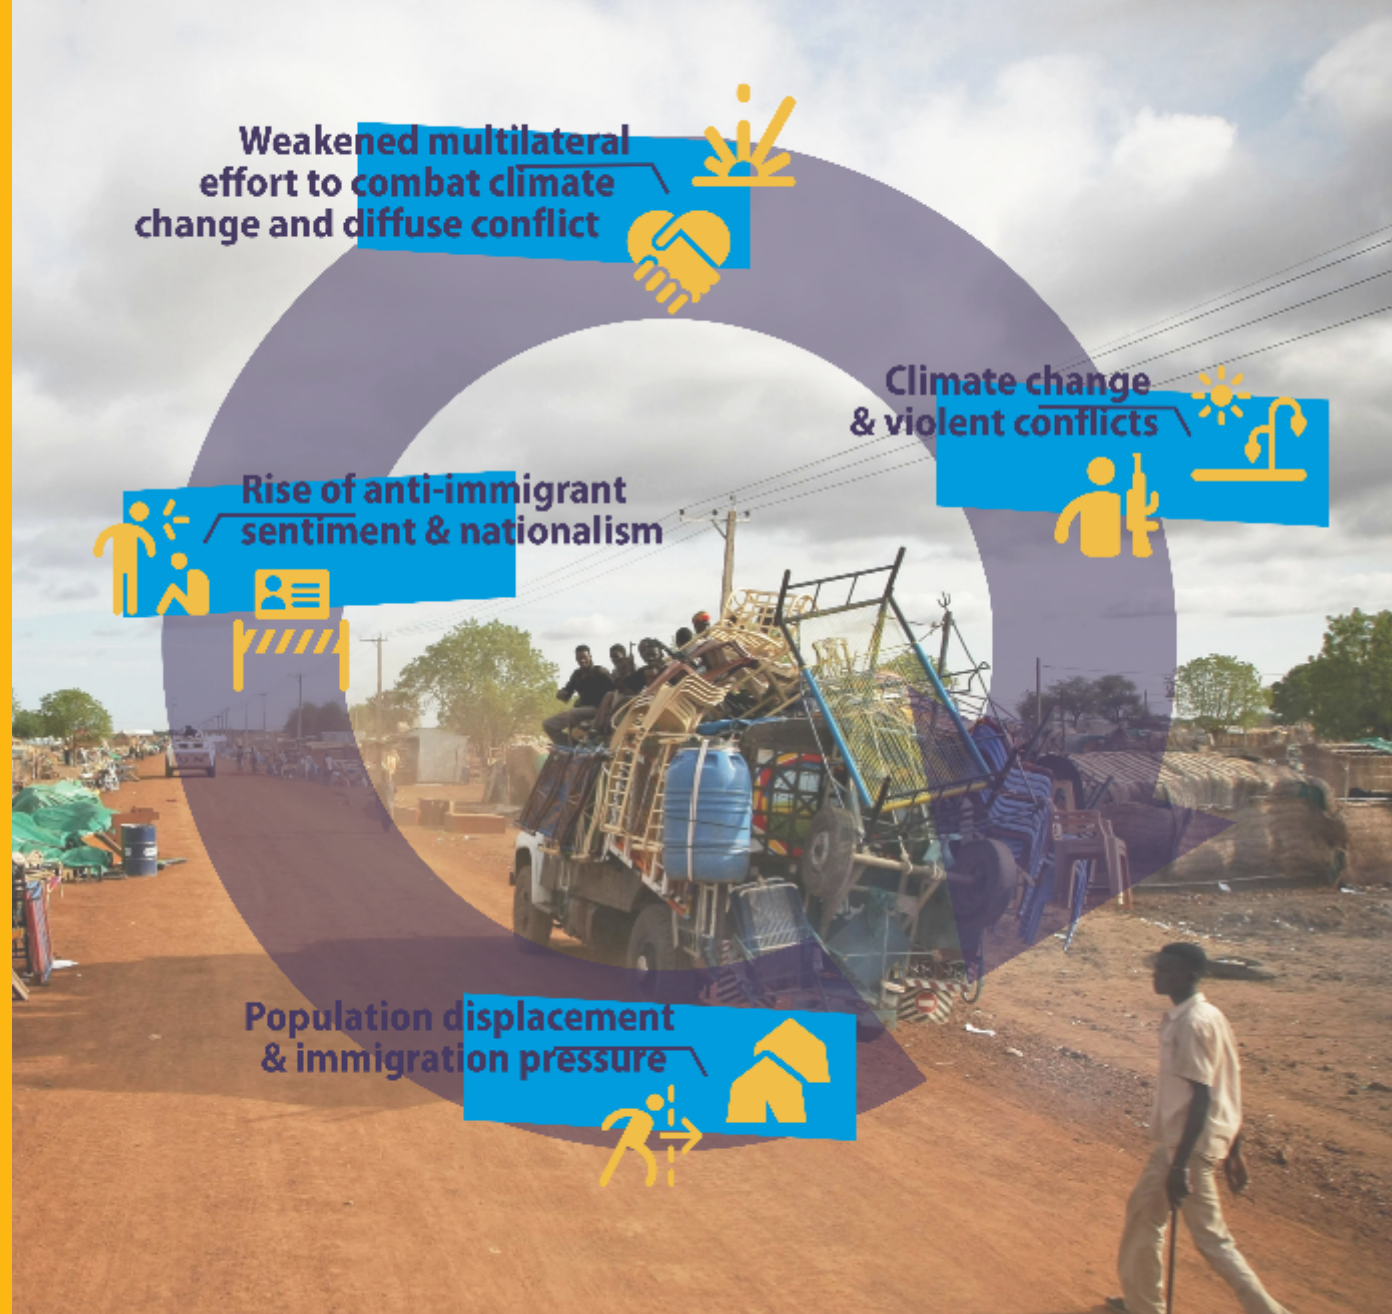 Weakened multilateral
effort to combat climate
change and diffuse conflict
Climate change
& violent conflicts
Rise of anti-immigrant
sentiment & nationalism
Population displacement
& immigration pressure